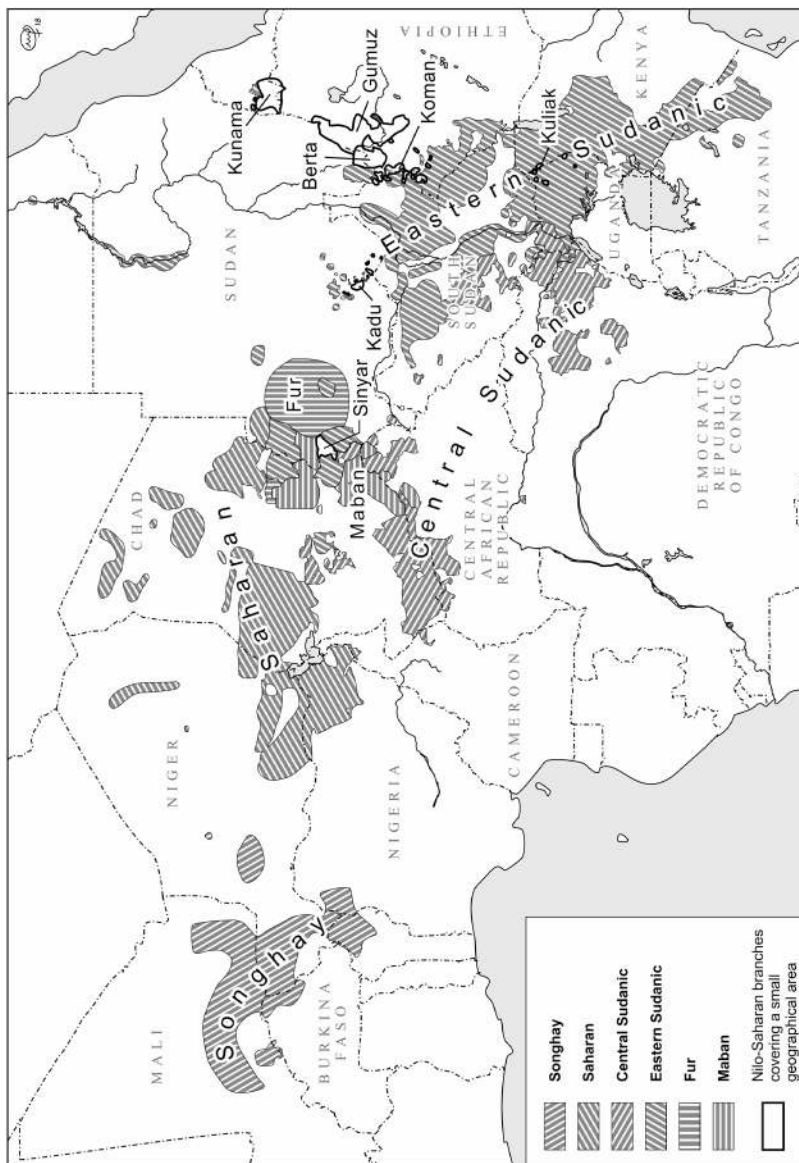 18
MALI
Songhay
BURKINA
FASO
NIGER
NIGERIA
CAMEROON
CHAD
Saharan
Fur
Sinyar
Maban
Central Sudanic
CENTRAL
AFRICAN
REPUBLIC
DEMOCRATIC
REPUBLIC
OF CONGO
SUDAN
Kadu
Kunama
Berta
Gumuz
Koman
ETHIOPIA
Eastern Sudanic
SOUTH
SUDAN
Kuliak
UGANDA
KENYA
TANZANIA
Songhay
Saharan
Central Sudanic
Eastern Sudanic
Fur
Maban
Nilo-Saharan branches
covering a small
geographical area